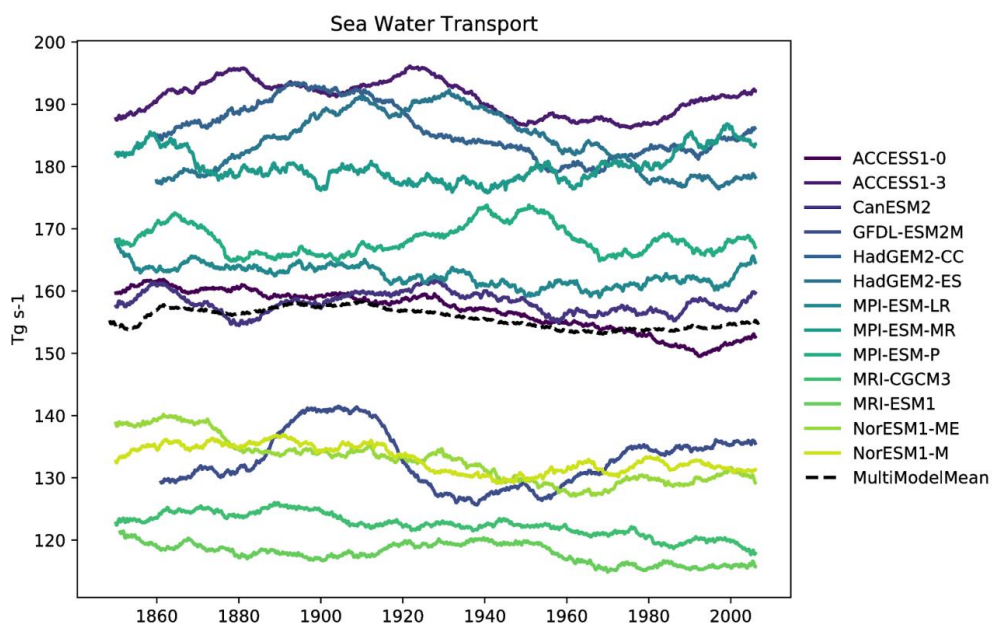 Sea Water Transport
200
190
180
170
160
150
140
130
120
Tg s-1
1860 1880 1900 1920 1940 1960 1980 2000
ACCESS1-0
ACCESS1-3
CanESM2
GFDL-ESM2M
HadGEM2-CC
HadGEM2-ES
MPI-ESM-LR
MPI-ESM-MR
MPI-ESM-P
MRI-CGCM3
MRI-ESM1
NorESM1-ME
NorESM1-M
MultiModelMean